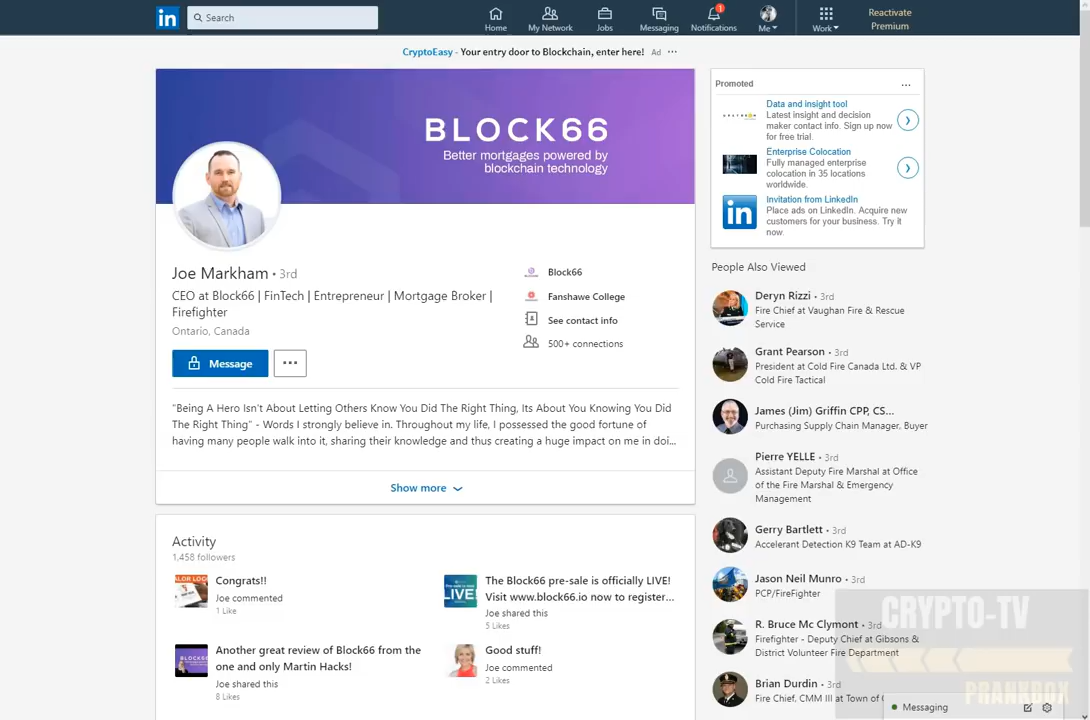 in
Search
Home
My Network
Jobs
Messaging
1
Notifications
Me
Work
Reactivate
Premium
CryptoEasy - Your entry door to Blockchain, enter here! Ad ...
BLOCK66
Better mortgages powered by
blockchain technology
Joe Markham • 3rd
CEO at Block66 | FinTech | Entrepreneur | Mortgage Broker |
Firefighter
Ontario, Canada
Message
...
Block66
Fanshawe College
See contact info
500+ connections
"Being A Hero Isn't About Letting Others Know You Did The Right Thing, Its About You Knowing You Did
The Right Thing" - Words I strongly believe in. Throughout my life, I possessed the good fortune of
having many people walk into it, sharing their knowledge and thus creating a huge impact on me in doi...
Show more
Activity
1,458 followers
Congrats!!
Joe commented
1 Like
The Block66 pre-sale is officially LIVE!
Visit www.block66.io now to register...
Joe shared this
5 Likes
Another great review of Block66 from the
one and only Martin Hacks!
Joe shared this
8 Likes
Good stuff!
Joe commented
2 Likes
Promoted
...
Data and insight tool
Latest insight and decision
maker contact info. Sign up now
for free trial.
Enterprise Colocation
Fully managed enterprise
colocation in 35 locations
worldwide.
in
Invitation from LinkedIn
Place ads on LinkedIn. Acquire new
customers for your business. Try it
now.
People Also Viewed
Deryn Rizzi • 3rd
Fire Chief at Vaughan Fire & Rescue
Service
Grant Pearson • 3rd
President at Cold Fire Canada Ltd. & VP
Cold Fire Tactical
James (Jim) Griffin CPP, CS...
Purchasing Supply Chain Manager, Buyer
Pierre YELLE • 3rd
Assistant Deputy Fire Marshal at Office
of the Fire Marshal & Emergency
Management
Gerry Bartlett • 3rd
Accelerant Detection K9 Team at AD-K9
Jason Neil Munro • 3rd
PCP/FireFighter
R. Bruce Mc Clymont • 3rd
Firefighter - Deputy Chief at Gibsons &
District Volunteer Fire Department
Brian Durdin • 3rd
Fire Chief, CMM III at Town of
CRYPTO-TV
PRANKBOX
Messaging